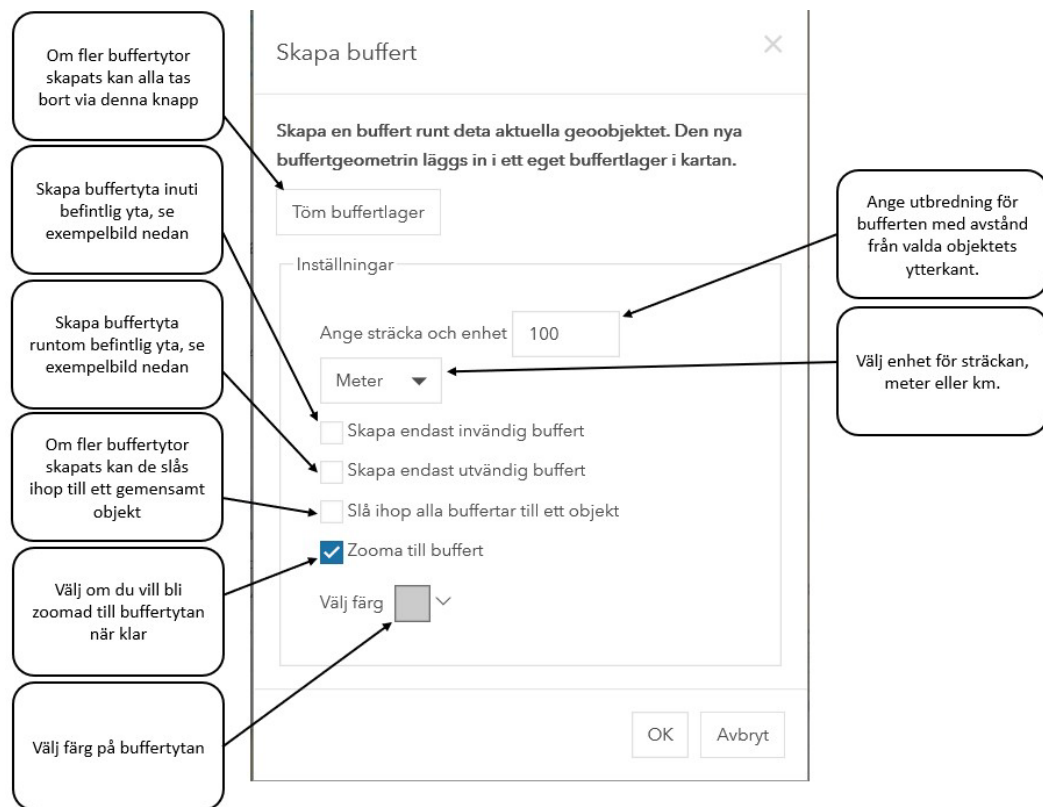 Om fler buffertytor
skapats kan alla tas
bort via denna knapp
Skapa buffertyta inuti
befintlig yta, se
exempelbild nedan
Skapa buffertyta
runtom befintlig yta, se
exempelbild nedan
Om fler buffertytor
skapats kan de slås
ihop till ett gemensamt
objekt
Välj om du vill bli
zoomad till buffertytan
när klar
Välj färg på buffertytan
Skapa buffert
Skapa en buffert runt deta aktuella geoobjektet. Den nya
buffertgeometrin läggs in i ett eget buffertlager i kartan.
Töm buffertlager
Inställningar
Ange sträcka och enhet 100
Meter
Skapa endast invändig buffert
Skapa endast utvändig buffert
Slå ihop alla buffertar till ett objekt
Zooma till buffert
Välj färg
OK Avbryt
Ange utbredning för
bufferten med avstånd
från valda objektets
ytterkant.
Välj enhet för sträckan,
meter eller km.